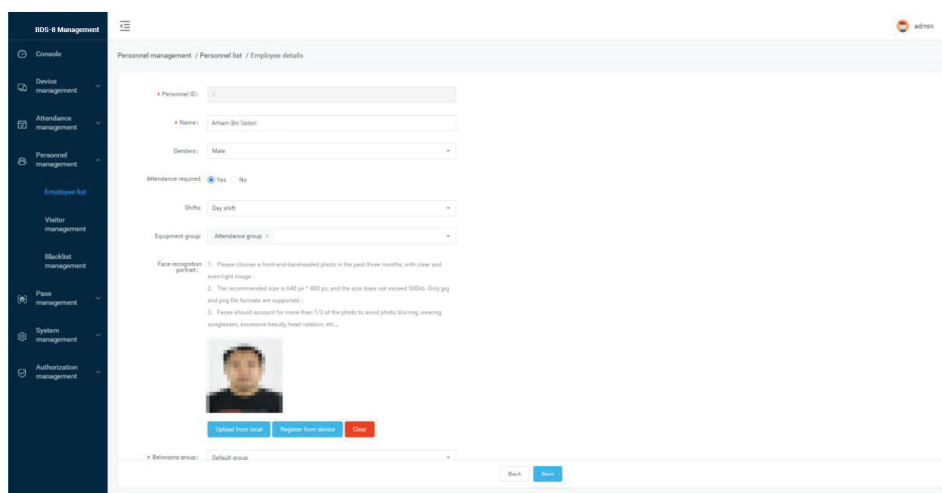 BDS-8 Management
admin
Console
Device management
Attendance management
Personnel management
Employee list
Visitor management
Blacklist management
Pass management
System management
Authorization management
Personnel management / Personnel list / Employee details
* Personnel ID:
* Name: Arham Bin
Genders: Male
Attendance required: Yes No
Shifts: Day shift
Equipment group: Attendance group ×
Face recognition portrait:
1. Please choose a front-end-bareheaded photo in the past three months, with clear and
even-light image ;
2. The recommended size is 640 px * 480 px, and the size does not exceed 500kb. Only jpg
and png file formats are supported ;
3. Faces should account for more than 1/3 of the photo to avoid photo blurring, wearing
sunglasses, excessive beauty, head rotation, etc.,
Upload from local Register from device Clear
* Belonging group: Default group
Back Save